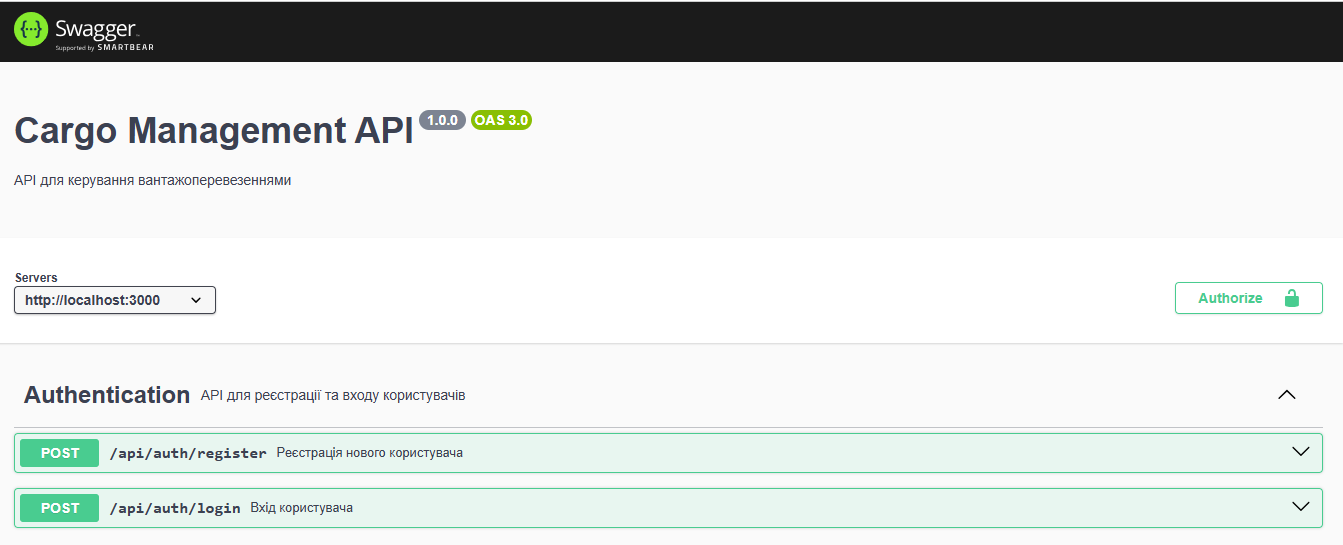 Swagger
Supported by SMARTBEAR
Cargo Management API 1.0.0 OAS 3.0
API для керування вантажоперевезеннями
Servers
http://localhost:3000
Authorize
Authentication API для реєстрації та входу користувачів
POST /api/auth/register Реєстрація нового користувача
POST /api/auth/login Вхід користувача